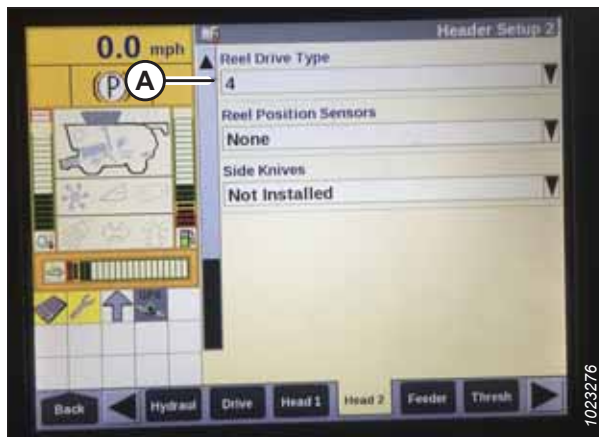 0.0 mph
Header Setup 2
(P)
A
Reel Drive Type
4
Reel Position Sensors
None
Side Knives
Not Installed
GPS
Back
Hydraul
Drive
Head 1
Head 2
Feeder
Thresh
1023276